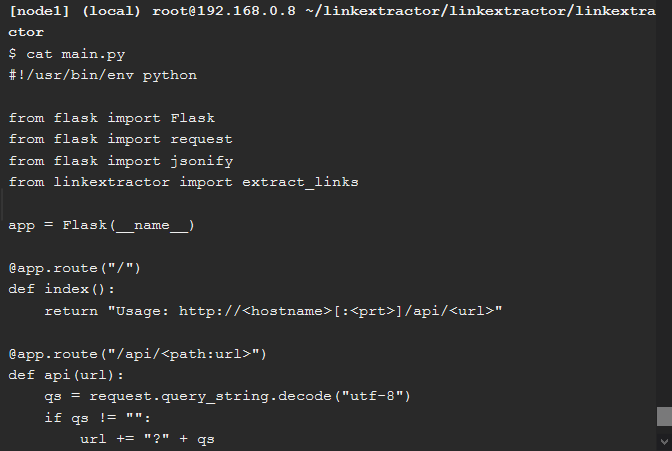 [node1] (local) root@192.168.0.8 ~/linkextractor/linkextractor/linkextra
ctor
$ cat main.py
#!/usr/bin/env python
from flask import Flask
from flask import request
from flask import jsonify
from linkextractor import extract_links
app = Flask(__name__)
@app.route("/")
def index():
    return "Usage: http://<hostname>[:<prt>]/api/<url>"
@app.route("/api/<path:url>")
def api(url):
    qs = request.query_string.decode("utf-8")
    if qs != "":
        url += "?" + qs